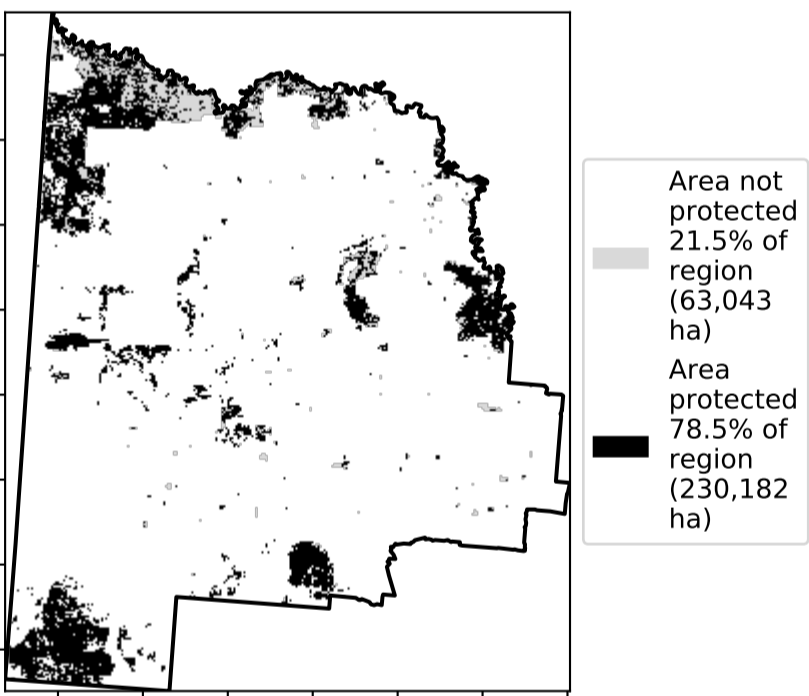 Area not
protected
21.5% of
region
(63,043
ha)
Area
protected
78.5% of
region
(230,182
ha)